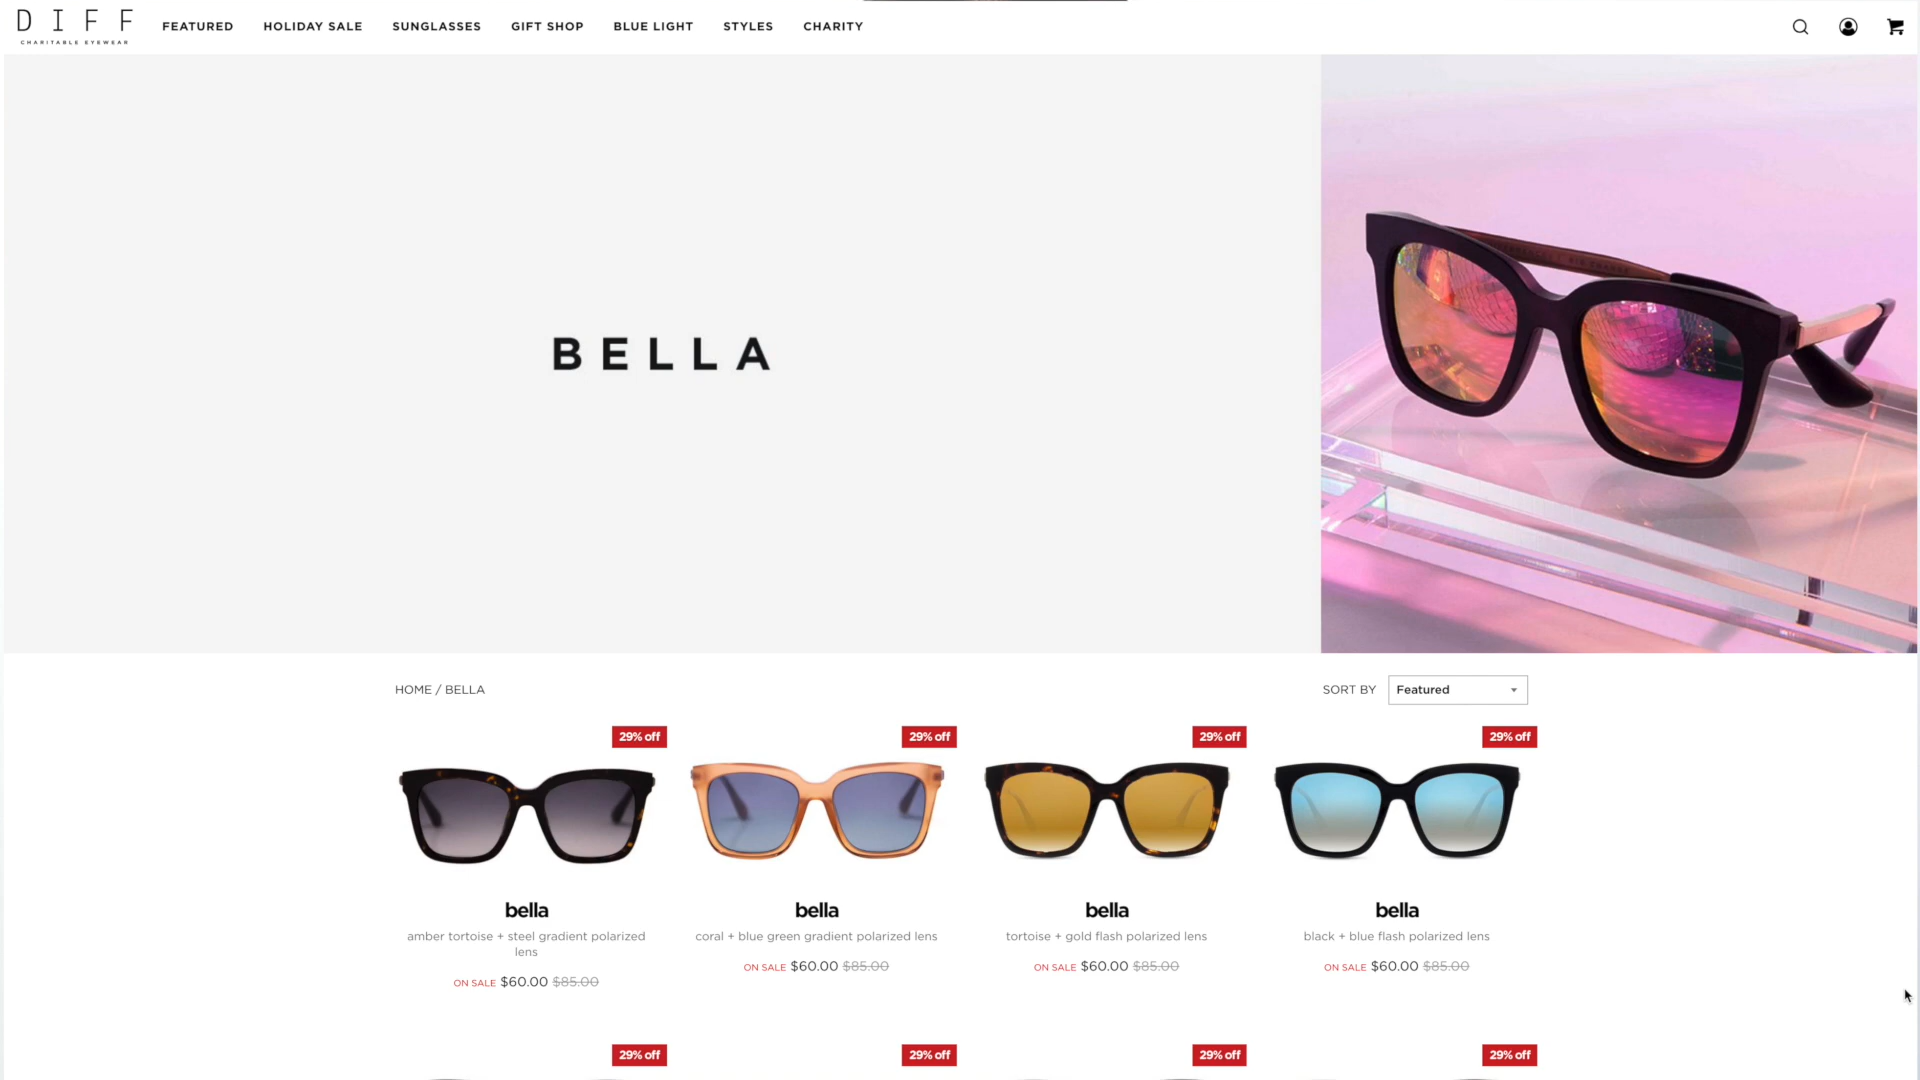 DIFF
CHARITABLE EYEWEAR
FEATURED HOLIDAY SALE SUNGLASSES GIFT SHOP BLUE LIGHT STYLES CHARITY
BELLA
HOME / BELLA
SORT BY Featured
29% off 29% off 29% off 29% off
bella
amber tortoise + steel gradient polarized
lens
ON SALE $60.00 $85.00
bella
coral + blue green gradient polarized lens
ON SALE $60.00 $85.00
bella
tortoise + gold flash polarized lens
ON SALE $60.00 $85.00
bella
black + blue flash polarized lens
ON SALE $60.00 $85.00
29% off 29% off 29% off 29% off